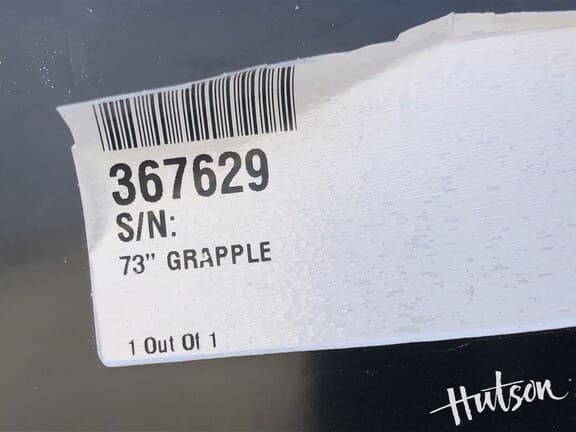 367629
S/N:
73" GRAPPLE
1 Out Of 1
Hutson